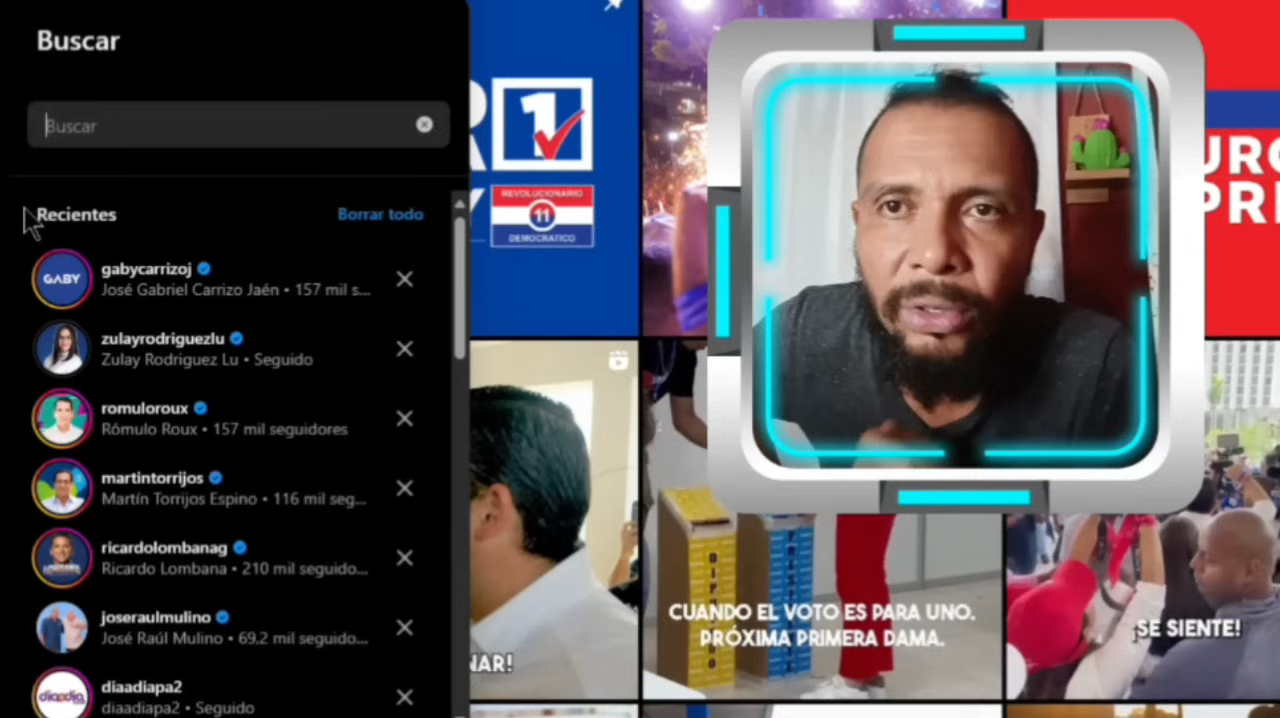 Buscar
Buscar
Recientes
Borrar todo
GABY
gabycarrizoj
José Gabriel Carrizo Jaén • 157 mil s...
zulayrodriguezlu
Zulay Rodriguez Lu • Seguido
romuloroux
Rómulo Roux • 157 mil seguidores
martintorrijos
Martín Torrijos Espino • 116 mil seg...
ricardolombanag
Ricardo Lombana • 210 mil seguido...
joseraulmulino
José Raúl Mulino • 69,2 mil seguido...
diaadiapa2
diaadiapa2 • Seguido
R
1
Y
REVOLUCIONARIO
11
DEMOCRATICO
URO
PRI
NAR!
CUANDO EL VOTO ES PARA UNO.
PRÓXIMA PRIMERA DAMA.
¡SE SIENTE!